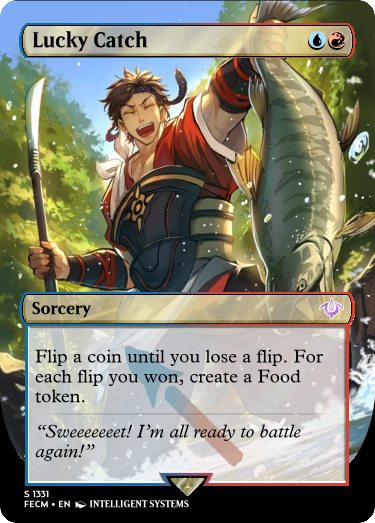 Lucky Catch
Sorcery
Flip a coin until you lose a flip. For
each flip you won, create a Food
token.
“Sweeeeeeet! I’m all ready to battle
again!”
S 1331
FECM • EN INTELLIGENT SYSTEMS